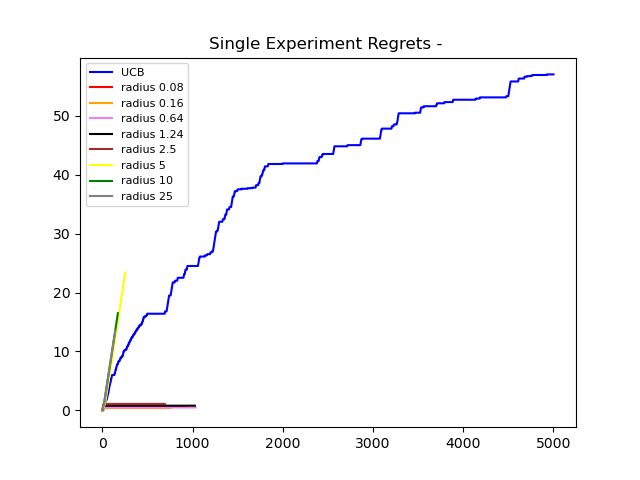 Single Experiment Regrets -
UCB
radius 0.08
radius 0.16
radius 0.64
radius 1.24
radius 2.5
radius 5
radius 10
radius 25
50
40
30
20
10
0
0 1000 2000 3000 4000 5000